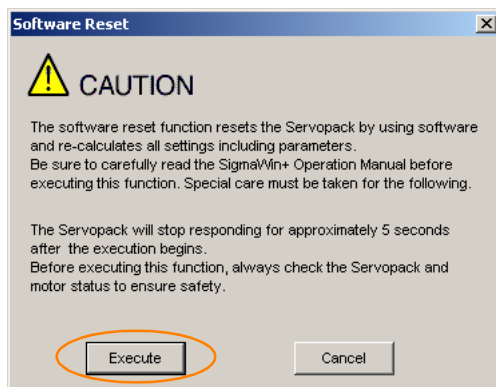 Software Reset
CAUTION
The software reset function resets the Servopack by using software
and re-calculates all settings including parameters.
Be sure to carefully read the SigmaWin+ Operation Manual before
executing this function. Special care must be taken for the following.
The Servopack will stop responding for approximately 5 seconds
after the execution begins.
Before executing this function, always check the Servopack and
motor status to ensure safety.
Execute
Cancel